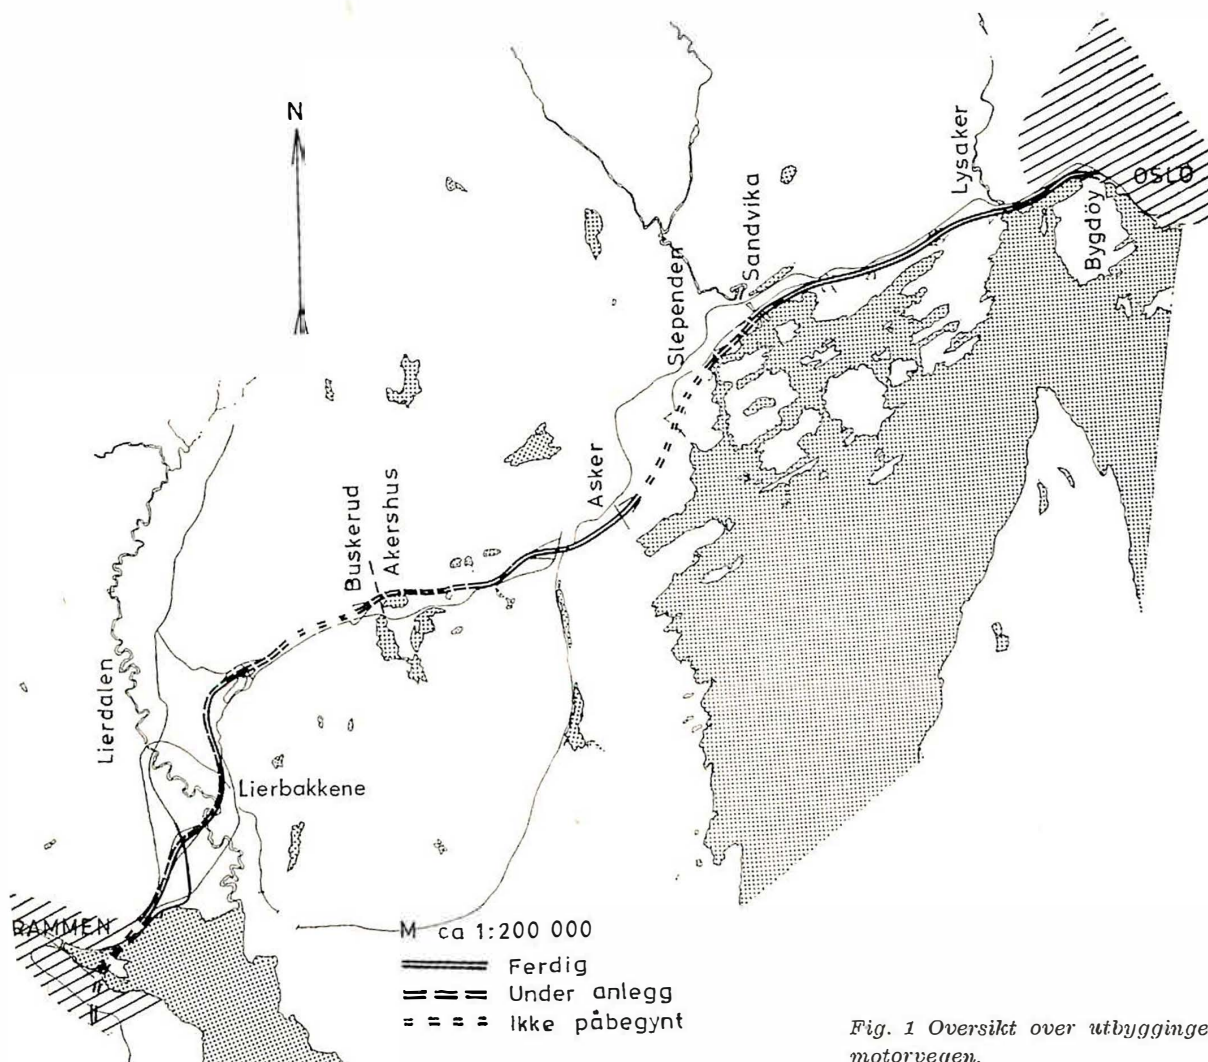 N
Lysaker
OSLO
Bygdöy
Sandvika
Slependen
Asker
Akershus
Buskerud
Lierdalen
Lierbakkene
RAMMEN
M ca 1:200 000
Ferdig
Under anlegg
Ikke påbegynt
Fig. 1 Oversikt over utbygginge
motorvegen.